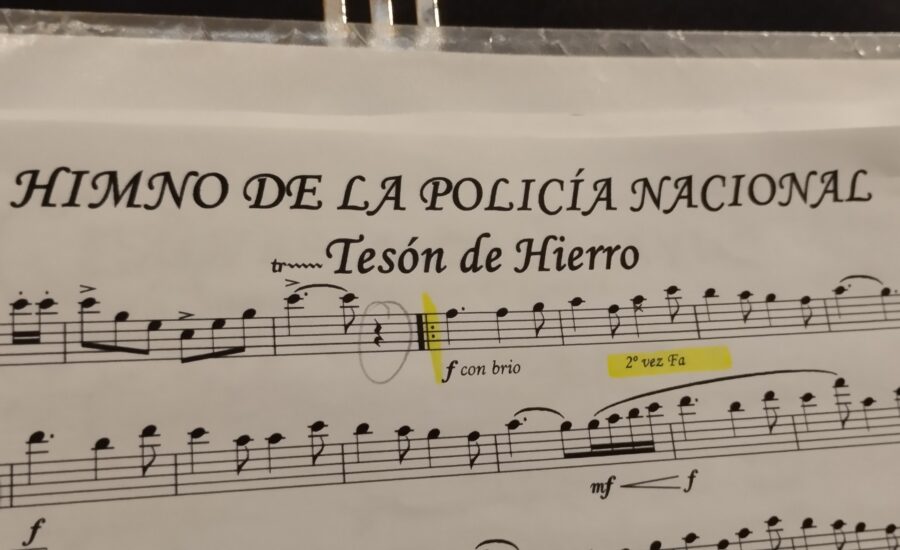 HIMNO DE LA POLICÍA NACIONAL
Tesón de Hierro
tr
f con brio
2º vez Fa
mf f
f